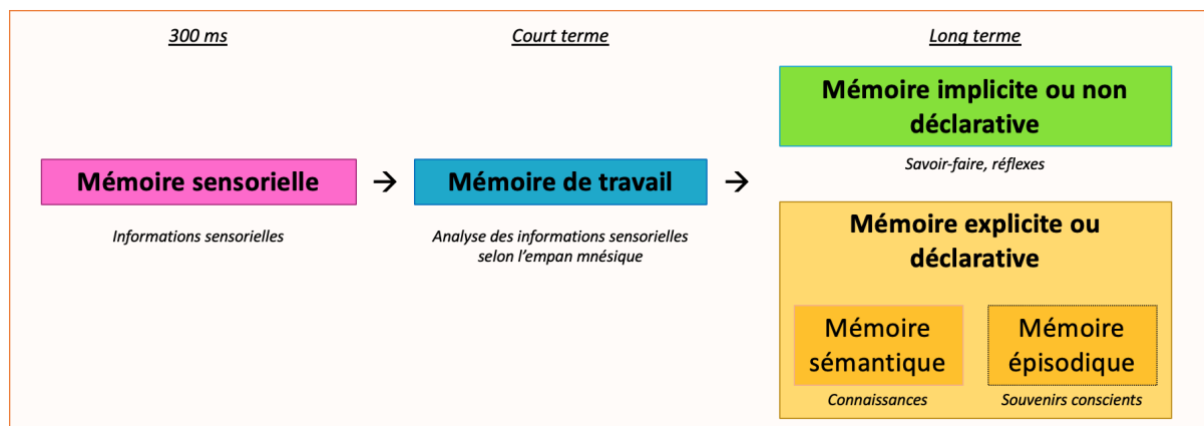 300 ms
Court terme
Long terme
Mémoire sensorielle
→
Mémoire de travail
→
Informations sensorielles
Analyse des informations sensorielles
selon l’empan mnésique
Mémoire implicite ou non
déclarative
Savoir-faire, réflexes
Mémoire explicite ou
déclarative
Mémoire
sémantique
Connaissances
Mémoire
épisodique
Souvenirs conscients